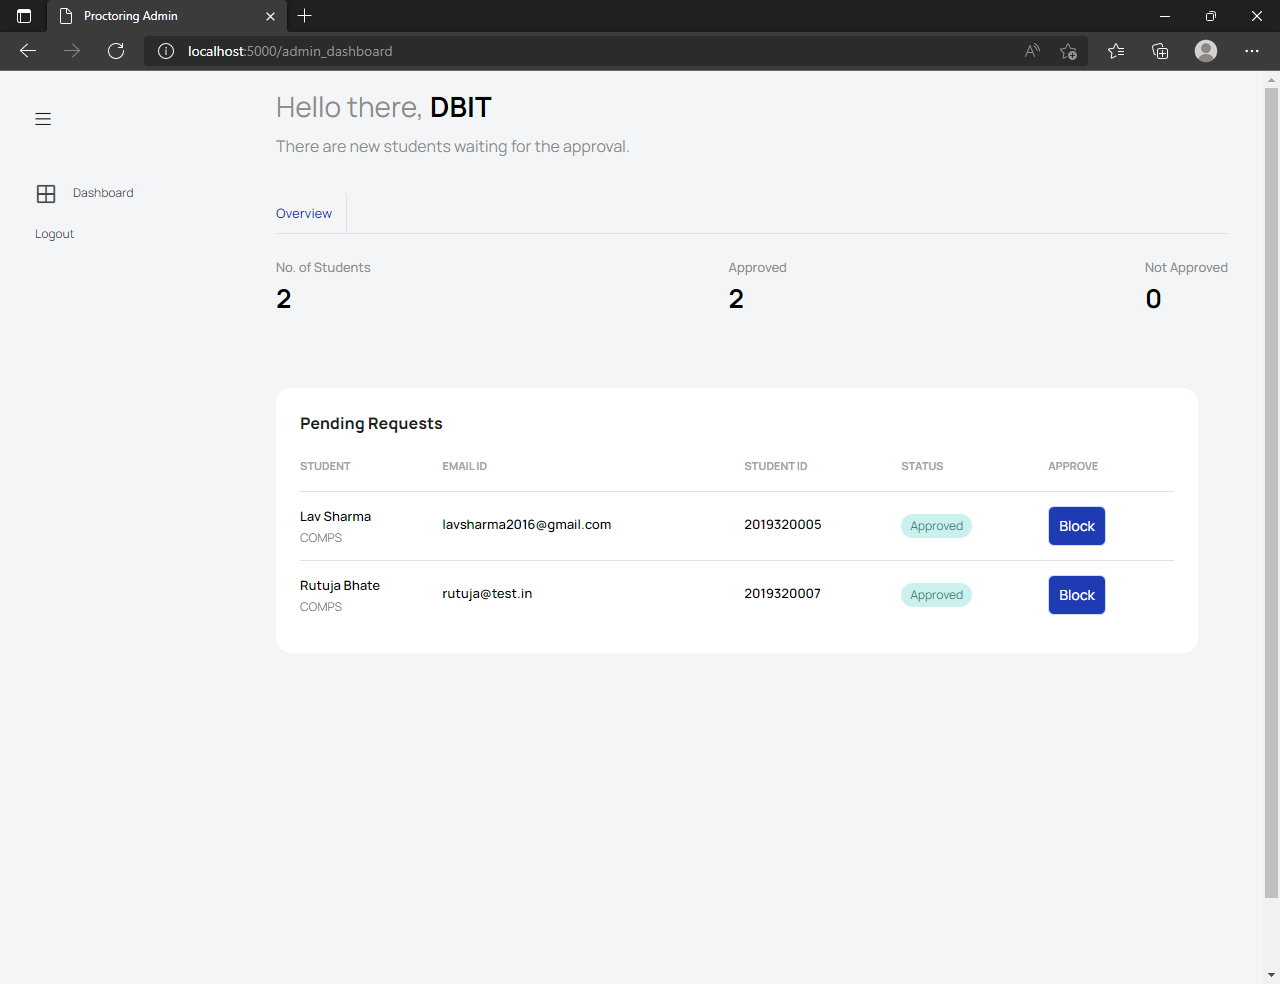 Proctoring Admin
localhost:5000/admin_dashboard
Hello there, DBIT
There are new students waiting for the approval.
Dashboard
Logout
Overview
No. of Students Approved Not Approved
2 2 0
Pending Requests
STUDENT EMAIL ID STUDENT ID STATUS APPROVE
Lav Sharma
COMPS
lavsharma2016@gmail.com 2019320005 Approved Block
Rutuja Bhate
COMPS
rutuja@test.in 2019320007 Approved Block